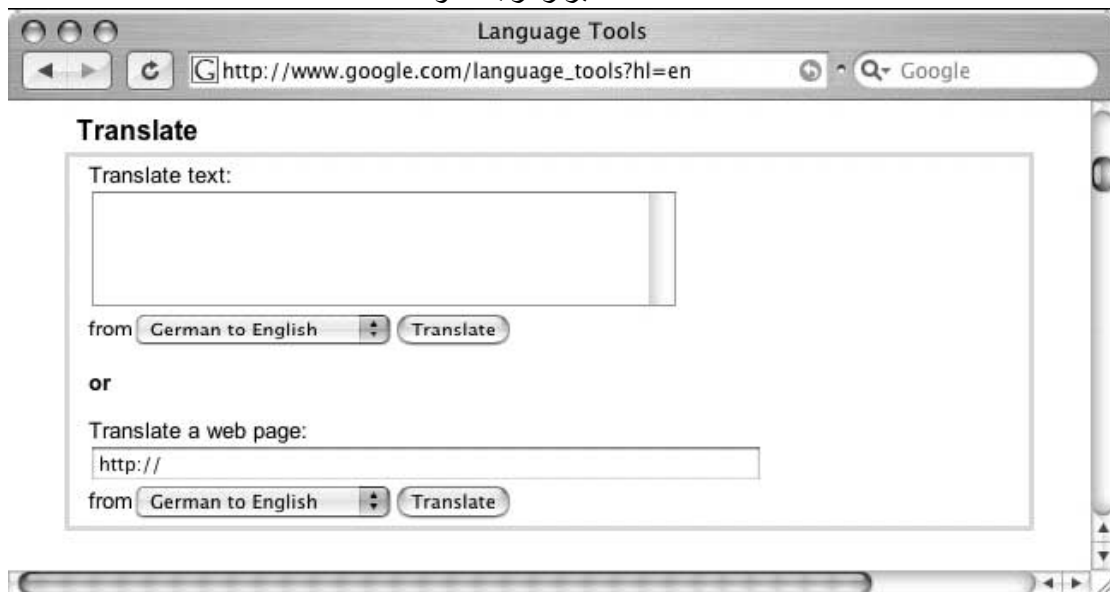 Language Tools
http://www.google.com/language_tools?hl=en
Google
Translate
Translate text:
from German to English Translate
or
Translate a web page:
http://
from German to English Translate